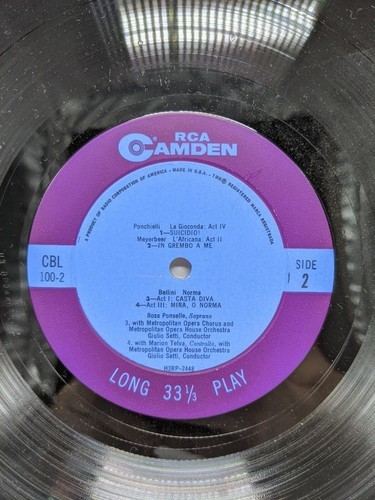 RCA
CAMDEN
A PRODUCT OF RADIO CORPORATION OF AMERICA - MADE IN U.S.A. - TMK ® REGISTERED MARCA REGISTRADA
Ponchielli La Gioconda: Act IV
1—SUICIDIO!
Meyerbeer L'Africana: Act II
2—IN GREMBO A ME
CBL
100-2
SIDE
2
Bellini Norma
3—Act I: CASTA DIVA
4—Act III: MIRA, O NORMA
Rosa Ponselle, Soprano
3, with Metropolitan Opera Chorus and
Metropolitan Opera House Orchestra
Giulio Setti, Conductor
4, with Marion Telva, Contralto, with
Metropolitan Opera House Orchestra
Giulio Setti, Conductor
H3RP-2448
LONG 33⅓ PLAY